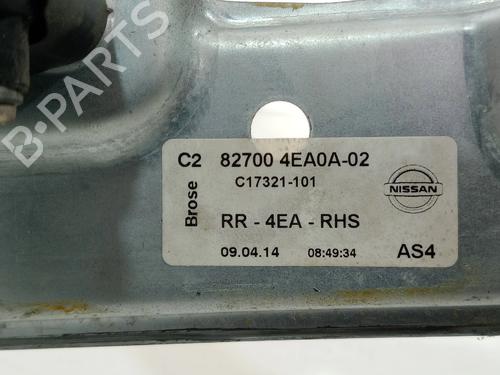 B-PARTS
C2 82700 4EA0A-02
C17321-101
Brose
NISSAN
RR - 4EA - RHS
09.04.14 08:49:34 AS4